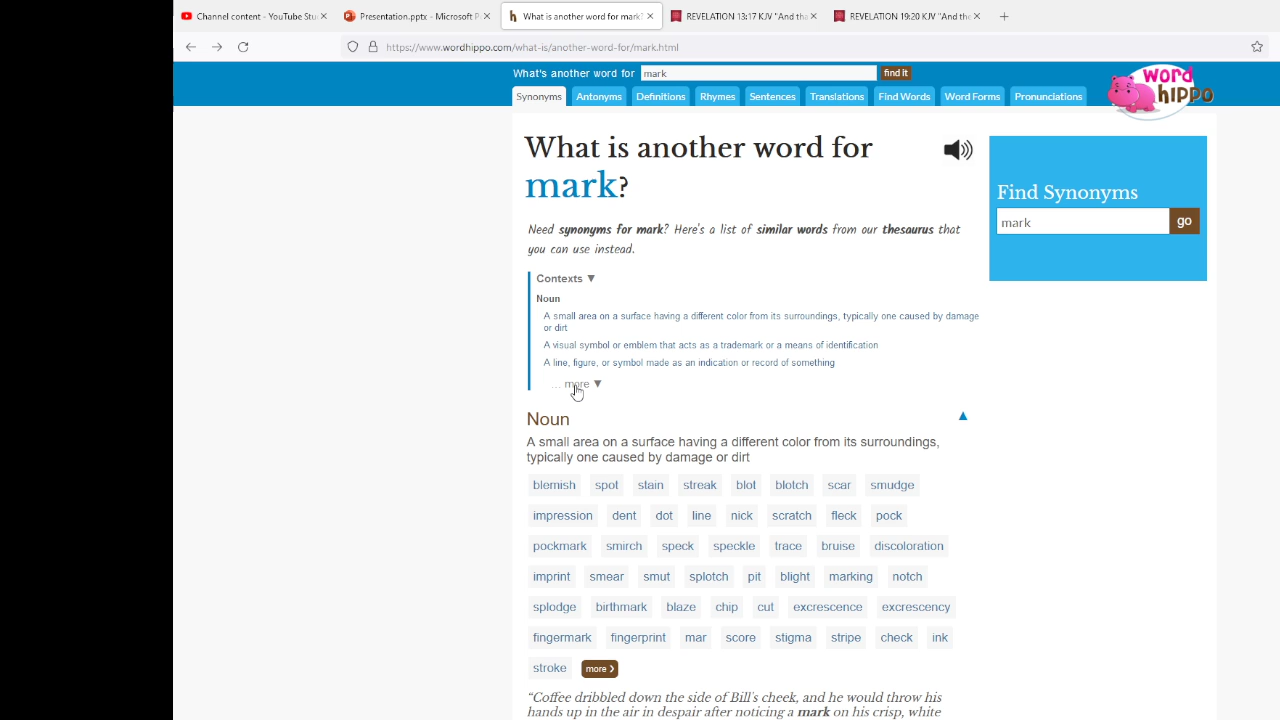 Channel content - YouTube Stu
Presentation.pptx - Microsoft P
What is another word for mark?
REVELATION 13:17 KJV "And tha
REVELATION 19:20 KJV "And the
https://www.wordhippo.com/what-is/another-word-for/mark.html
What's another word for mark find it
Synonyms Antonyms Definitions Rhymes Sentences Translations Find Words Word Forms Pronunciations
word hippo
What is another word for
mark?
Find Synonyms
mark go
Need synonyms for mark? Here's a list of similar words from our thesaurus that
you can use instead.
Contexts ▼
Noun
A small area on a surface having a different color from its surroundings, typically one caused by damage
or dirt
A visual symbol or emblem that acts as a trademark or a means of identification
A line, figure, or symbol made as an indication or record of something
... more ▼
Noun
A small area on a surface having a different color from its surroundings,
typically one caused by damage or dirt
blemish spot stain streak blot blotch scar smudge
impression dent dot line nick scratch fleck pock
pockmark smirch speck speckle trace bruise discoloration
imprint smear smut splotch pit blight marking notch
splodge birthmark blaze chip cut excrescence excrescency
fingermark fingerprint mar score stigma stripe check ink
stroke more >
"Coffee dribbled down the side of Bill's cheek, and he would throw his
hands up in the air in despair after noticing a mark on his crisp, white